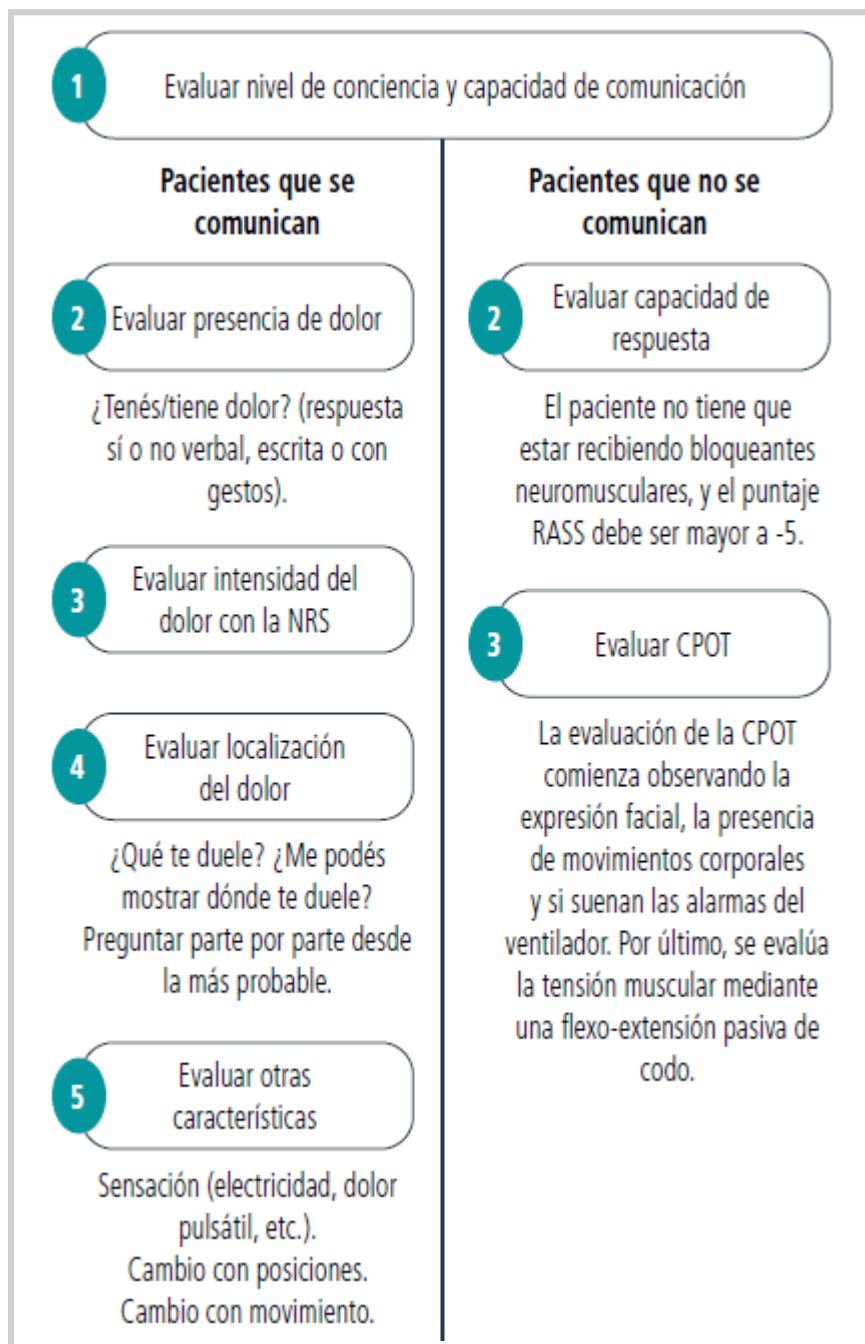 1
Evaluar nivel de conciencia y capacidad de comunicación
Pacientes que se
comunican
2
Evaluar presencia de dolor
¿Tenés/tiene dolor? (respuesta
sí o no verbal, escrita o con
gestos).
3
Evaluar intensidad del
dolor con la NRS
4
Evaluar localización
del dolor
¿Qué te duele? ¿Me podés
mostrar dónde te duele?
Preguntar parte por parte desde
la más probable.
5
Evaluar otras
características
Sensación (electricidad, dolor
pulsátil, etc.).
Cambio con posiciones.
Cambio con movimiento.
Pacientes que no se
comunican
2
Evaluar capacidad de
respuesta
El paciente no tiene que
estar recibiendo bloqueantes
neuromusculares, y el puntaje
RASS debe ser mayor a -5.
3
Evaluar CPOT
La evaluación de la CPOT
comienza observando la
expresión facial, la presencia
de movimientos corporales
y si suenan las alarmas del
ventilador. Por último, se evalúa
la tensión muscular mediante
una flexo-extensión pasiva de
codo.